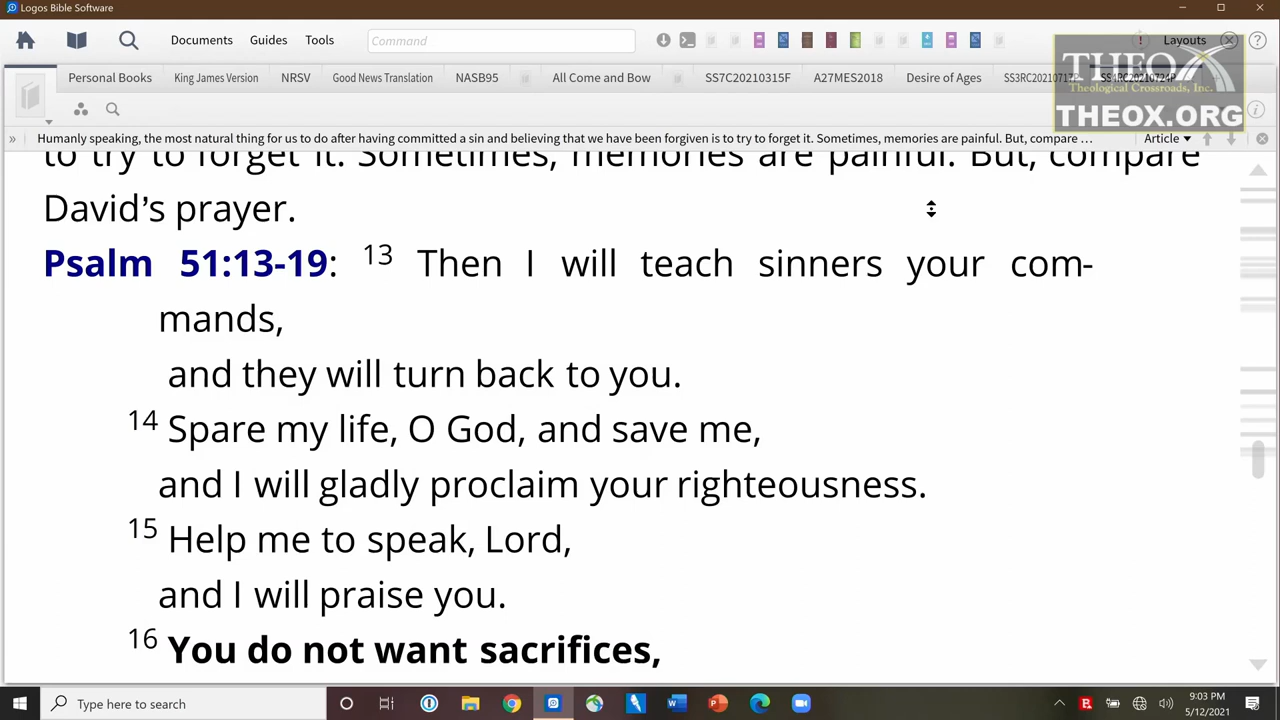 Logos Bible Software
Documents Guides Tools Command Layouts
THEOX
Theological Crossroads, Inc.
THEOX.ORG
Personal Books King James Version NRSV Good News Translation NASB95 All Come and Bow SS7C20210315F A27MES2018 Desire of Ages
Humanly speaking, the most natural thing for us to do after having committed a sin and believing that we have been forgiven is to try to forget it. Sometimes, memories are painful. But, compare ... Article
to try to forget it. Sometimes, memories are painful. But, compare
David's prayer.
Psalm 51:13-19: 13 Then I will teach sinners your com-
mands,
and they will turn back to you.
14 Spare my life, O God, and save me,
and I will gladly proclaim your righteousness.
15 Help me to speak, Lord,
and I will praise you.
16 You do not want sacrifices,
Type here to search
9:03 PM
5/12/2021